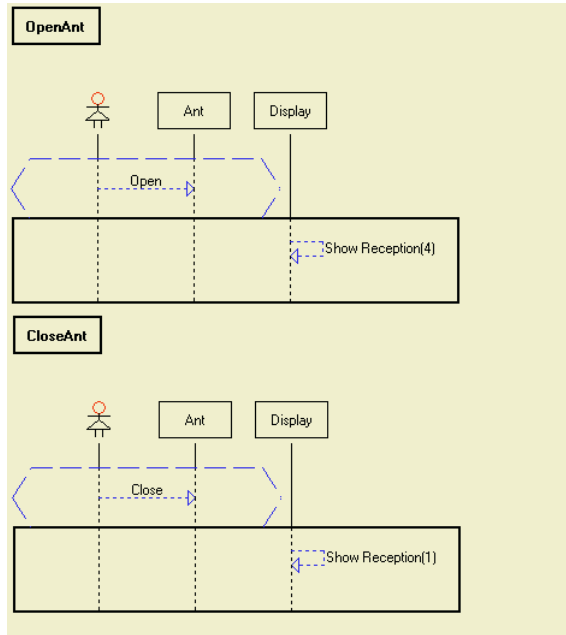 OpenAnt
Ant Display
Open
Show Reception(4)
CloseAnt
Ant Display
Close
Show Reception(1)